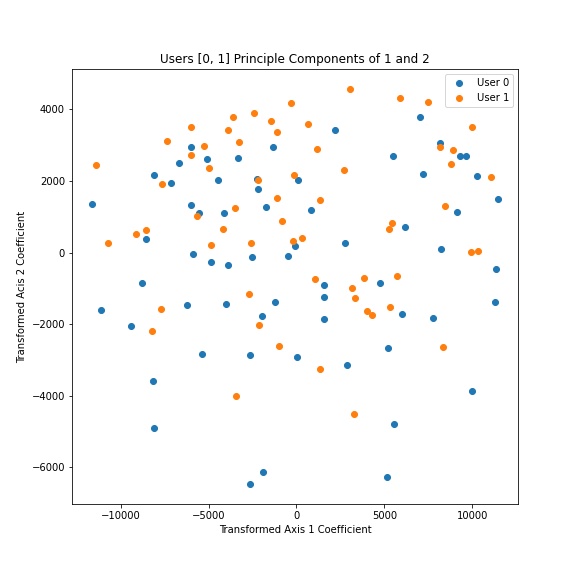 Users [0, 1] Principle Components of 1 and 2
User 0
User 1
Transformed Acis 2 Coefficient
4000
2000
0
−2000
−4000
−6000
−10000 −5000 0 5000 10000
Transformed Axis 1 Coefficient